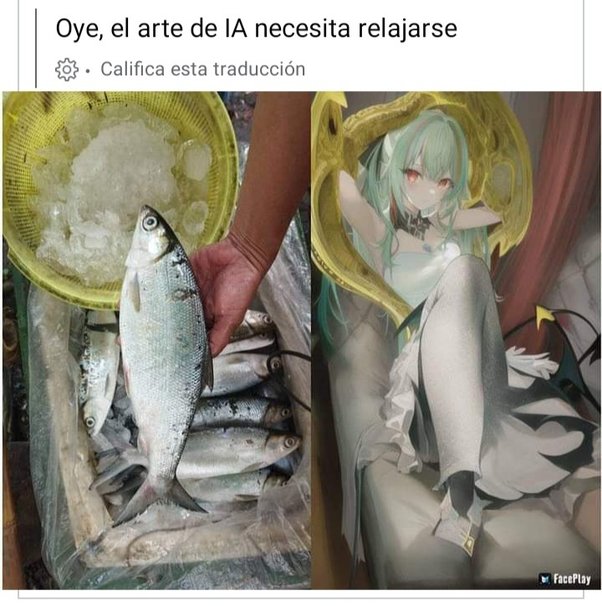 Oye, el arte de IA necesita relajarse
Califica esta traducción
FacePlay